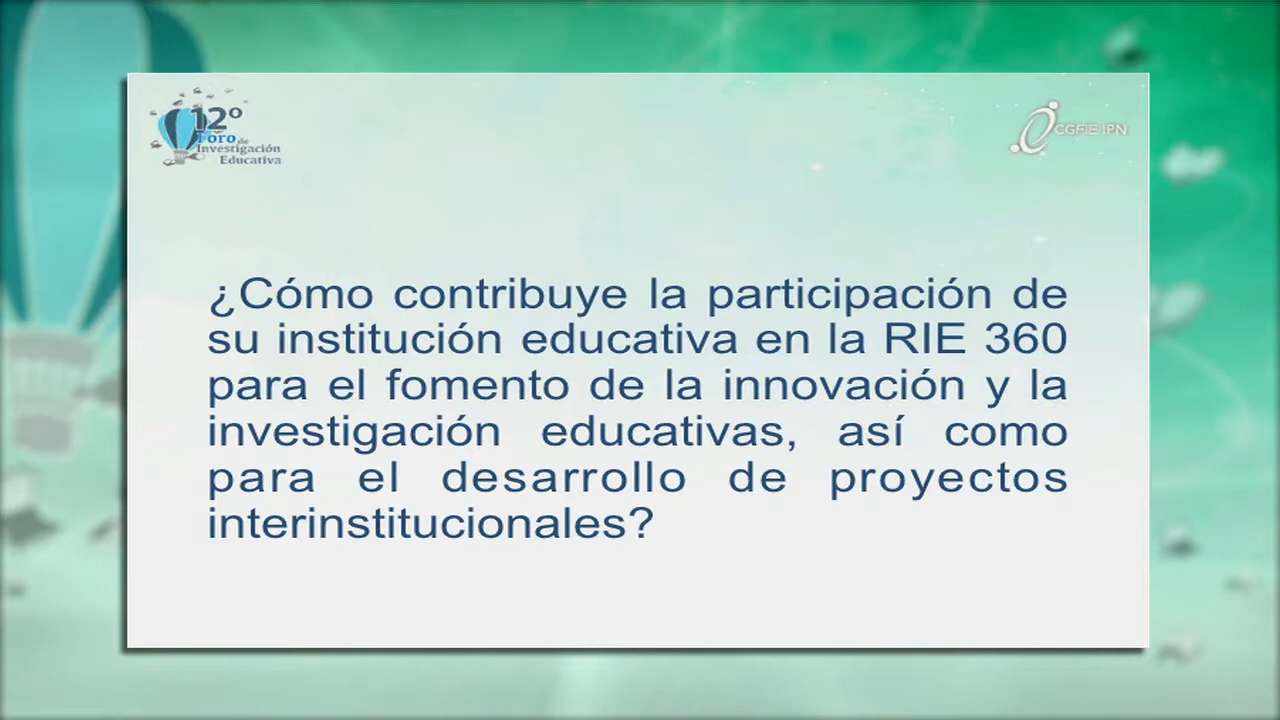 12º
Foro de
Investigación
Educativa
CGFIE IPN
¿Cómo contribuye la participación de
su institución educativa en la RIE 360
para el fomento de la innovación y la
investigación educativas, así como
para el desarrollo de proyectos
interinstitucionales?